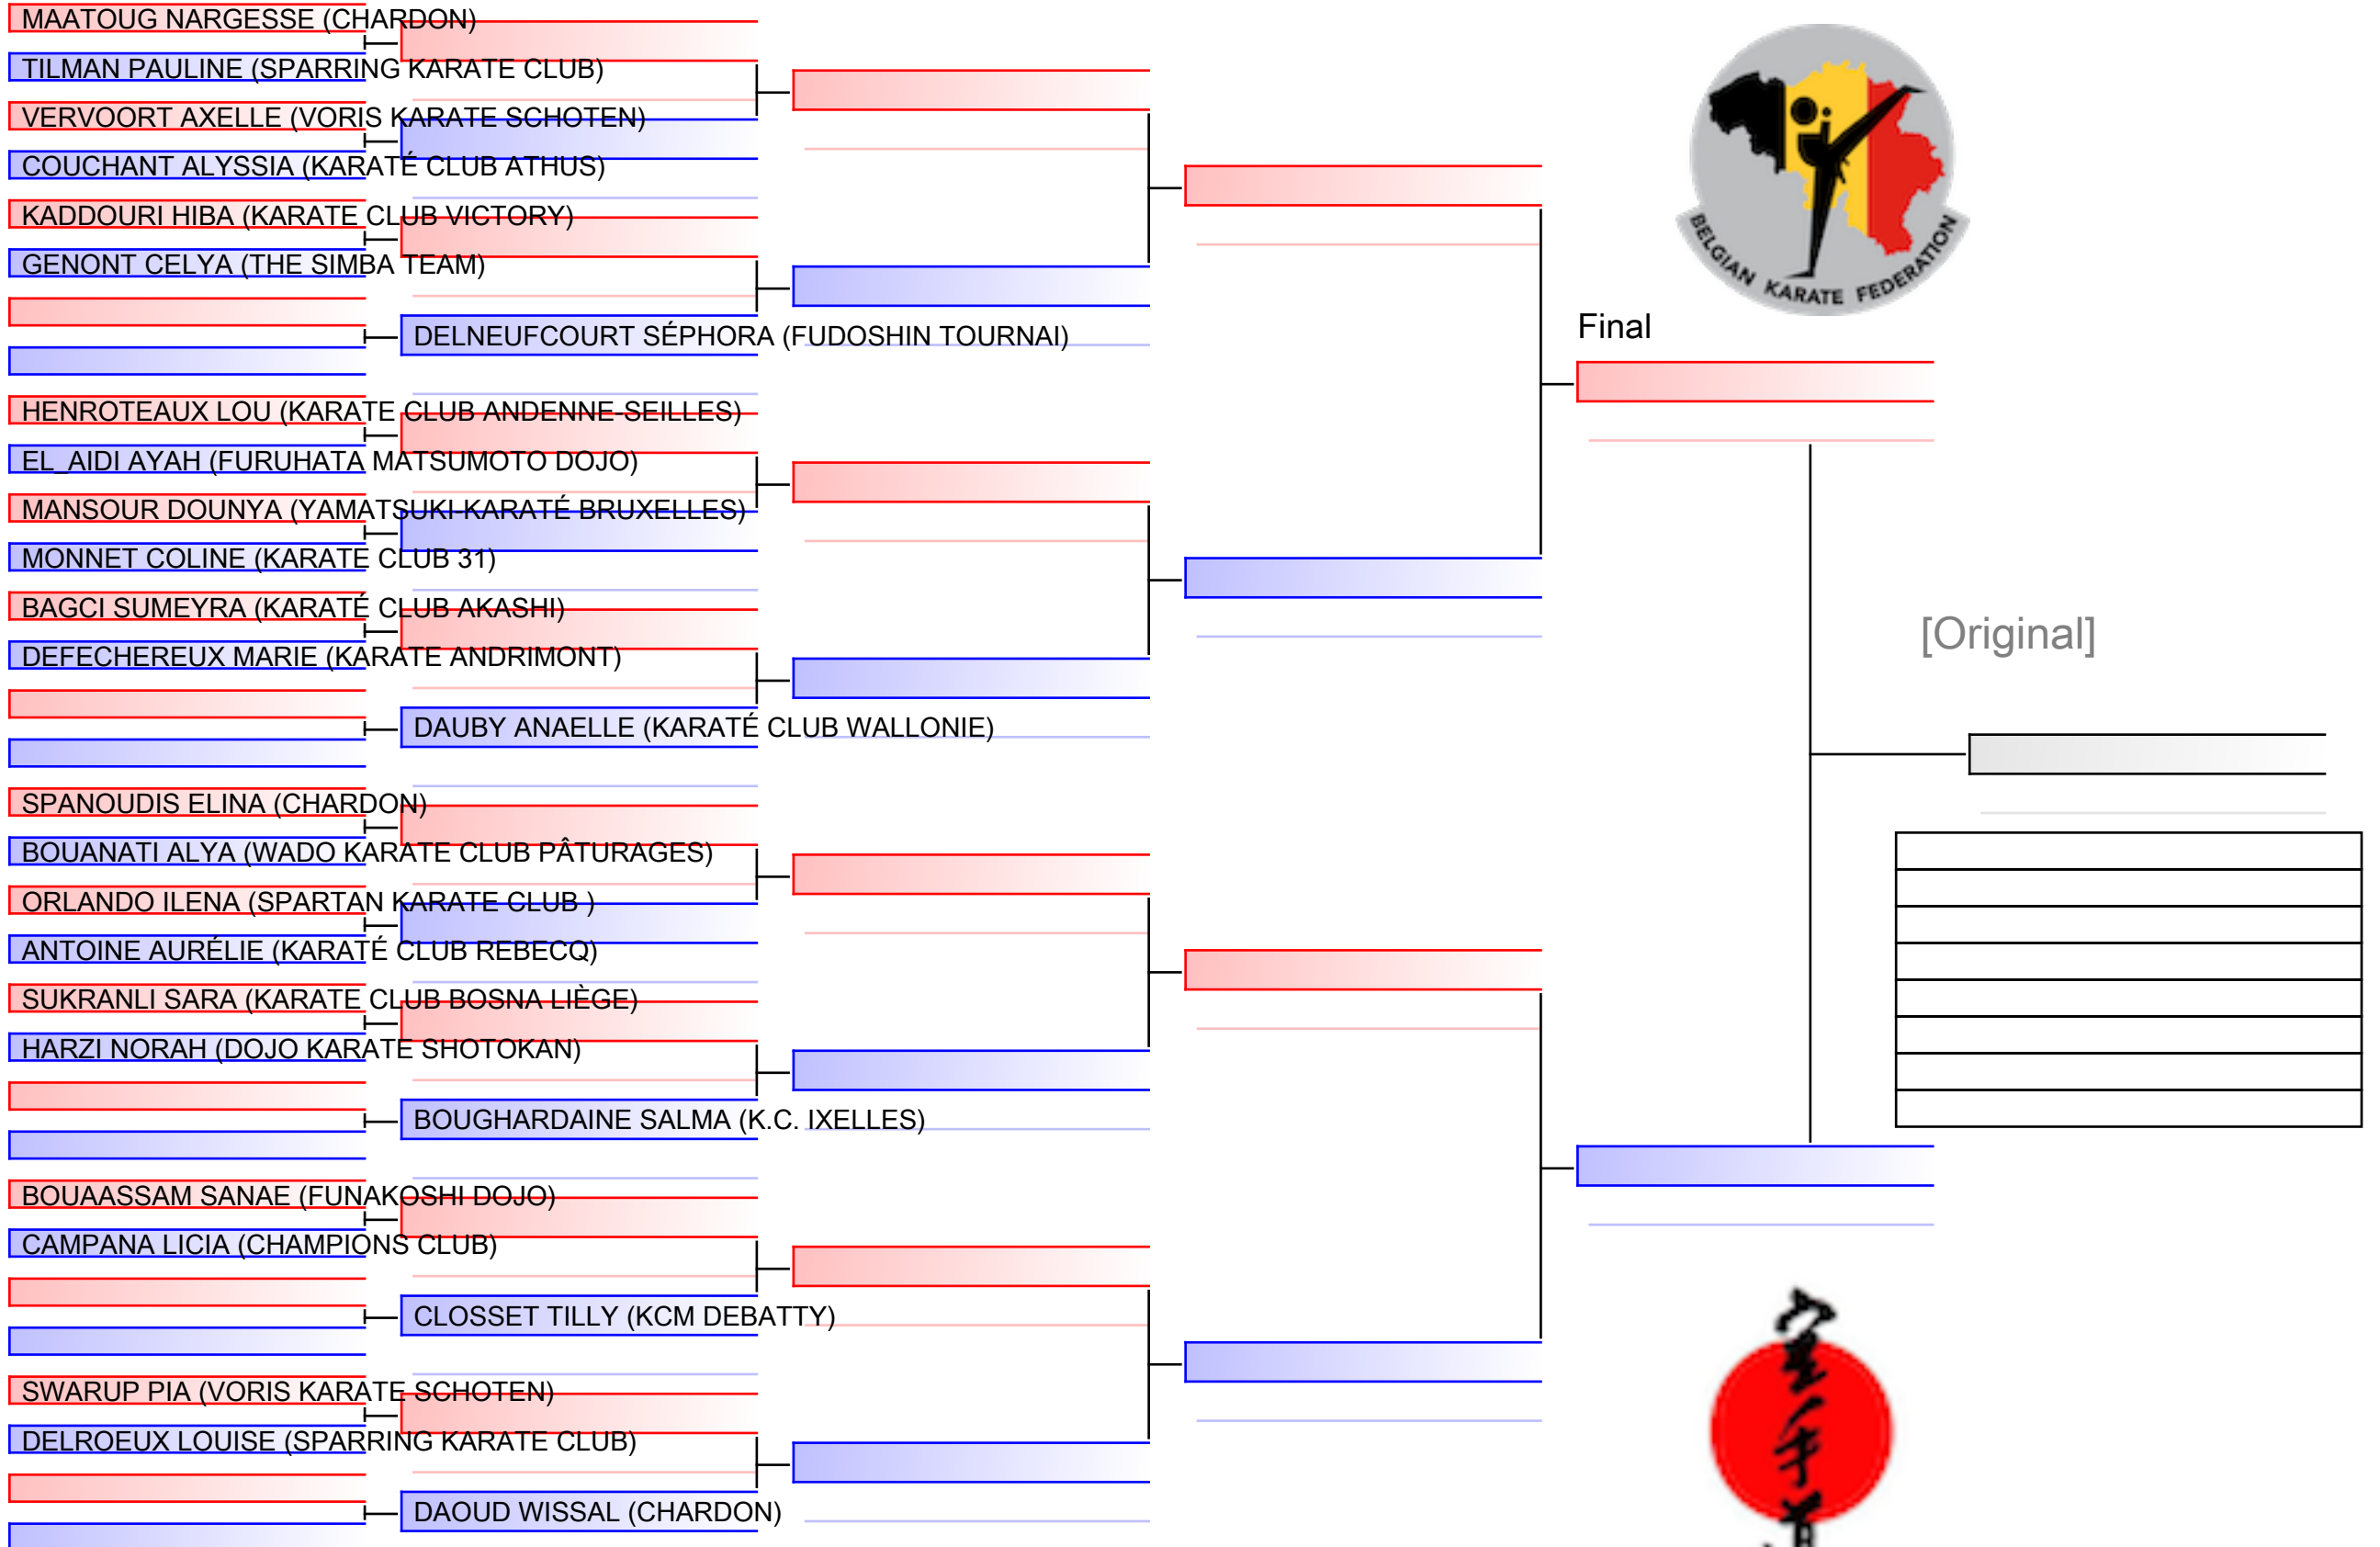 MAATOUG NARGESSE (CHARDON)
TILMAN PAULINE (SPARRING KARATE CLUB)
VERVOORT AXELLE (VORIS KARATE SCHOTEN)
COUCHANT ALYSSIA (KARATÉ CLUB ATHUS)
KADDOURI HIBA (KARATE CLUB VICTORY)
GENONT CELYA (THE SIMBA TEAM)
DELNEUFCOURT SÉPHORA (FUDOSHIN TOURNAI)
HENROTEAUX LOU (KARATE CLUB ANDENNE-SEILLES)
EL_AIDI AYAH (FURUHATA MATSUMOTO DOJO)
MANSOUR DOUNYA (YAMATSUKI-KARATÉ BRUXELLES)
MONNET COLINE (KARATE CLUB 31)
BAGCI SUMEYRA (KARATÉ CLUB AKASHI)
DEFECHEREUX MARIE (KARATE ANDRIMONT)
DAUBY ANAELLE (KARATÉ CLUB WALLONIE)
SPANOUDIS ELINA (CHARDON)
BOUANATI ALYA (WADO KARATE CLUB PÂTURAGES)
ORLANDO ILENA (SPARTAN KARATE CLUB )
ANTOINE AURÉLIE (KARATÉ CLUB REBECQ)
SUKRANLI SARA (KARATE CLUB BOSNA LIÈGE)
HARZI NORAH (DOJO KARATE SHOTOKAN)
BOUGHARDAINE SALMA (K.C. IXELLES)
BOUAASSAM SANAE (FUNAKOSHI DOJO)
CAMPANA LICIA (CHAMPIONS CLUB)
CLOSSET TILLY (KCM DEBATTY)
SWARUP PIA (VORIS KARATE SCHOTEN)
DELROEUX LOUISE (SPARRING KARATE CLUB)
DAOUD WISSAL (CHARDON)
BELGIAN KARATE FEDERATION
Final
[Original]